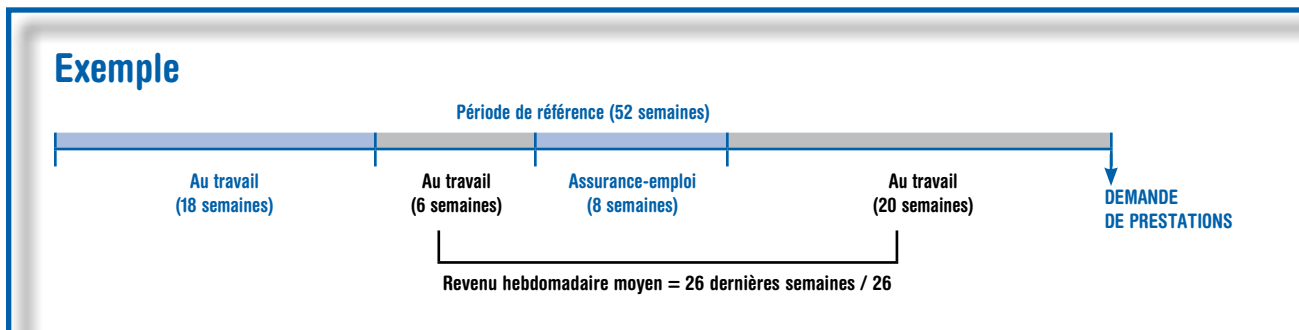 Exemple
Période de référence (52 semaines)
Au travail
(18 semaines)
Au travail
(6 semaines)
Assurance-emploi
(8 semaines)
Au travail
(20 semaines)
DEMANDE
DE PRESTATIONS
Revenu hebdomadaire moyen = 26 dernières semaines / 26